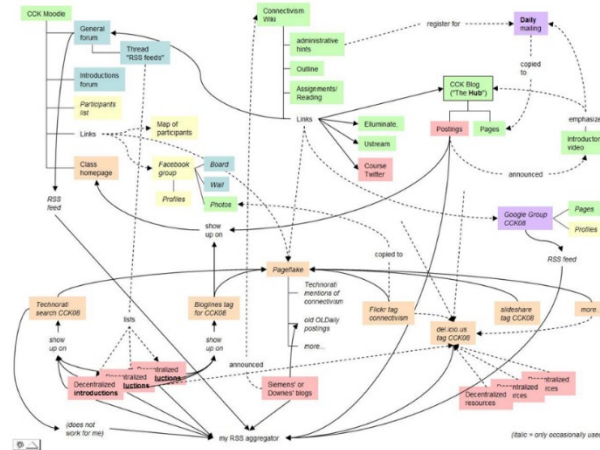 CCK Moodle
General
forum
Thread
"RSS feeds"
Introductions
forum
Participants
list
Links
Map of
participants
Class
homepage
Facebook
group
Board
Wall
Photos
Profiles
RSS
feed
Connectivism
Wiki
administrative
hints
Outline
Assignments/
Reading
Links
Elluminate,
Ustream
Course
Twitter
register for
Daily
mailing
copied
to
CCK Blog
("The Hub")
Postings
Pages
emphasize
introductory
video
announced
Google Group
CCK08
Pages
Profiles
RSS feed
show
up on
Pageflake
copied to
Technorati
search CCK08
Bloglines tag
for CCK08
Technorati
mentions of
connectivism
old OLDaily
postings
more...
Flickr tag
connectivism
del.icio.us
tag CCK08
slideshare
tag CCK08
more...
show
up on
lists
show
up on
announced
Decentralized
introductions
Siemens' or
Downes' blogs
Decentralized
resources
(does not
work for me)
my RSS aggregator
(italic = only occasionally used